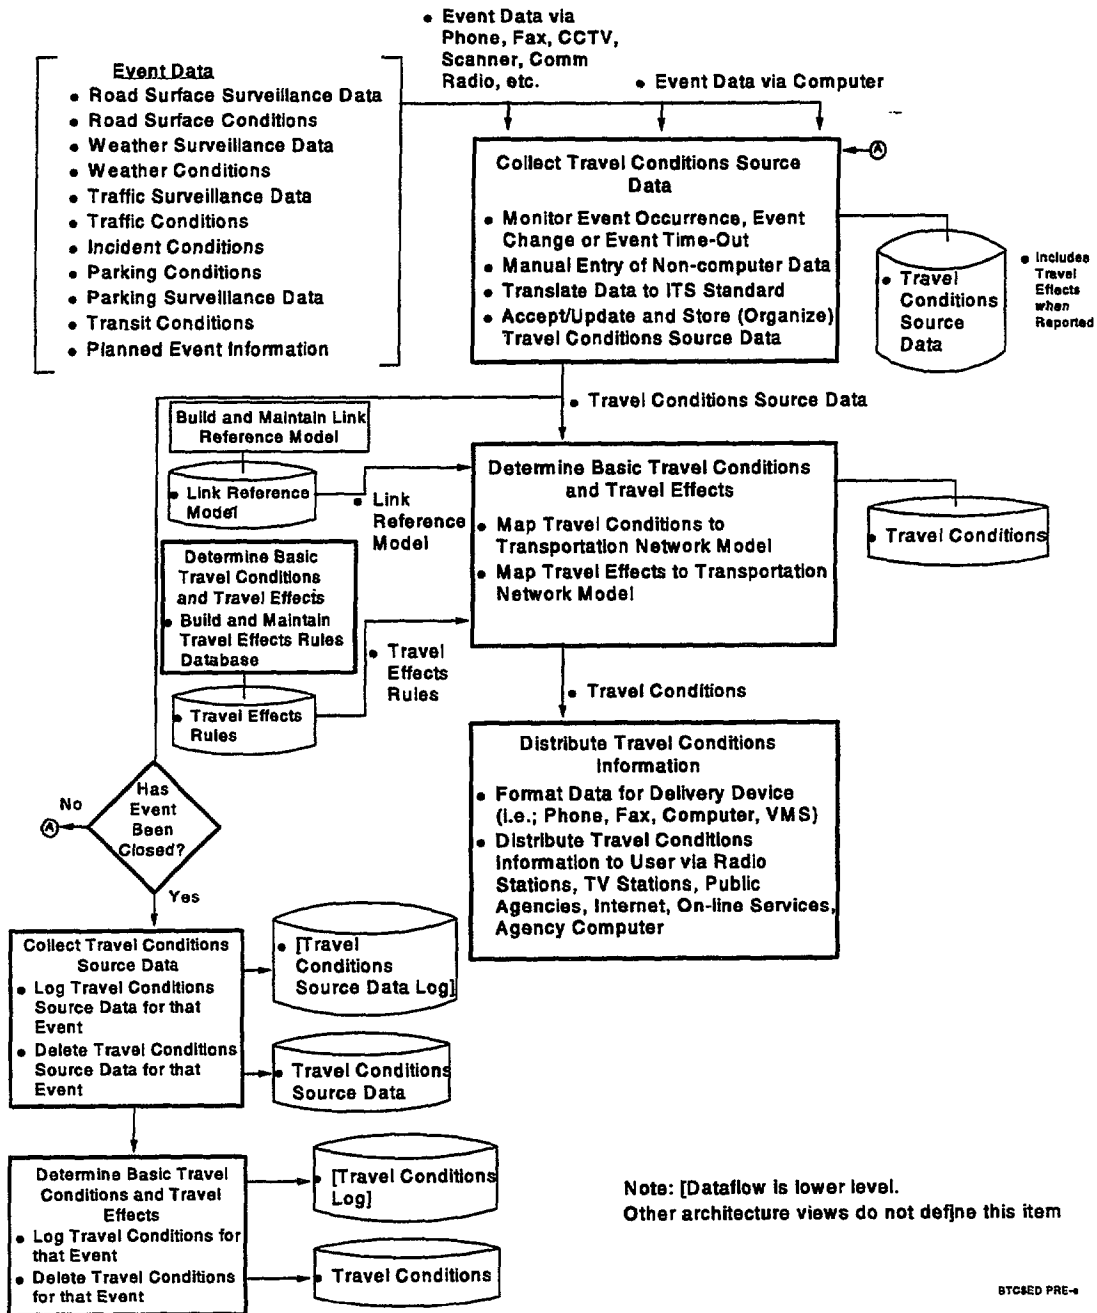 • Event Data via
Phone, Fax, CCTV,
Scanner, Comm
Radio, etc.
• Event Data via Computer
Event Data
• Road Surface Surveillance Data
• Road Surface Conditions
• Weather Surveillance Data
• Weather Conditions
• Traffic Surveillance Data
• Traffic Conditions
• Incident Conditions
• Parking Conditions
• Parking Surveillance Data
• Transit Conditions
• Planned Event Information
A
Collect Travel Conditions Source
Data
• Monitor Event Occurrence, Event
Change or Event Time-Out
• Manual Entry of Non-computer Data
• Translate Data to ITS Standard
• Accept/Update and Store (Organize)
Travel Conditions Source Data
• Travel
Conditions
Source
Data
• Includes
Travel
Effects
when
Reported
• Travel Conditions Source Data
Build and Maintain Link
Reference Model
• Link Reference
Model
• Link
Reference
Model
Determine Basic Travel Conditions
and Travel Effects
• Map Travel Conditions to
Transportation Network Model
• Map Travel Effects to Transportation
Network Model
• Travel Conditions
Determine Basic
Travel Conditions
and Travel Effects
• Build and Maintain
Travel Effects Rules
Database
• Travel Effects
Rules
• Travel
Effects
Rules
• Travel Conditions
Distribute Travel Conditions
Information
• Format Data for Delivery Device
(i.e.; Phone, Fax, Computer, VMS)
• Distribute Travel Conditions
Information to User via Radio
Stations, TV Stations, Public
Agencies, Internet, On-line Services,
Agency Computer
Has
Event
Been
Closed?
No
A
Yes
Collect Travel Conditions
Source Data
• Log Travel Conditions
Source Data for that
Event
• Delete Travel Conditions
Source Data for that
Event
• [Travel
Conditions
Source Data Log]
• Travel Conditions
Source Data
Determine Basic Travel
Conditions and Travel
Effects
• Log Travel Conditions for
that Event
• Delete Travel Conditions
for that Event
• [Travel Conditions
Log]
• Travel Conditions
Note: [Dataflow is lower level.
Other architecture views do not define this item
BTC&ED PRE-e